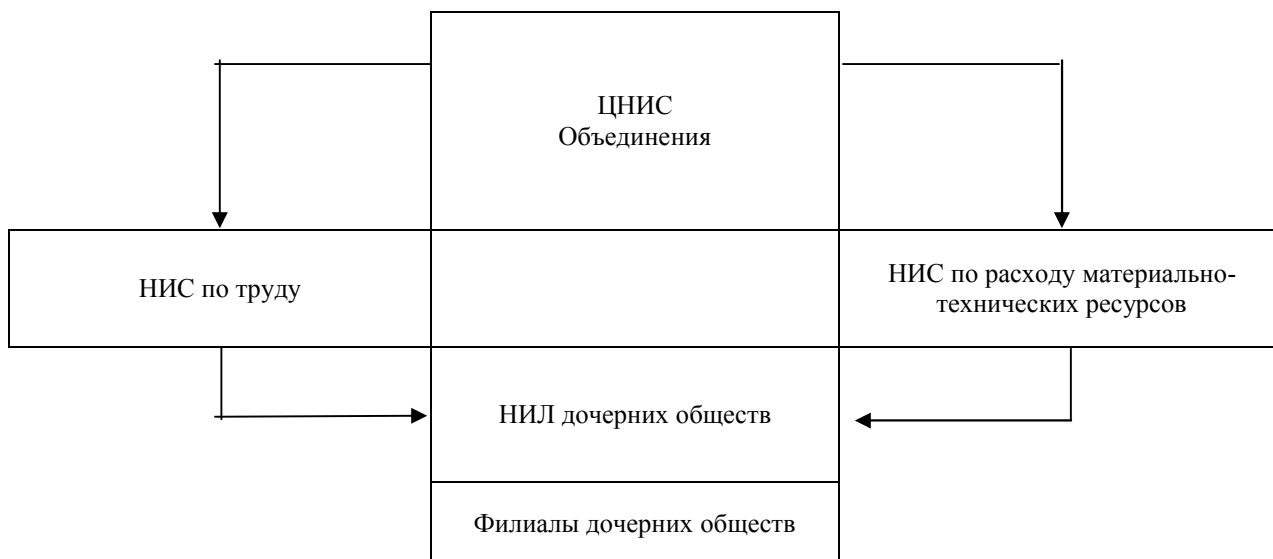 ЦНИС
Объединения
НИС по труду
НИС по расходу материально-
технических ресурсов
НИЛ дочерних обществ
Филиалы дочерних обществ